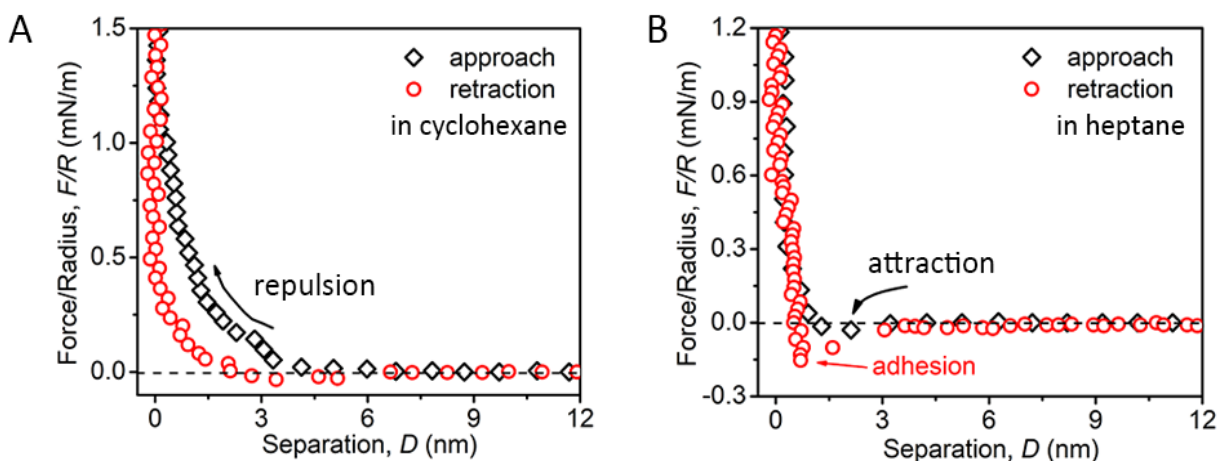 A
1.5
1.0
0.5
0.0
Force/Radius, F/R (mN/m)
approach
retraction
in cyclohexane
repulsion
0 3 6 9 12
Separation, D (nm)
B
1.2
0.9
0.6
0.3
0.0
-0.3
Force/Radius, F/R (mN/m)
approach
retraction
in heptane
attraction
adhesion
0 3 6 9 12
Separation, D (nm)